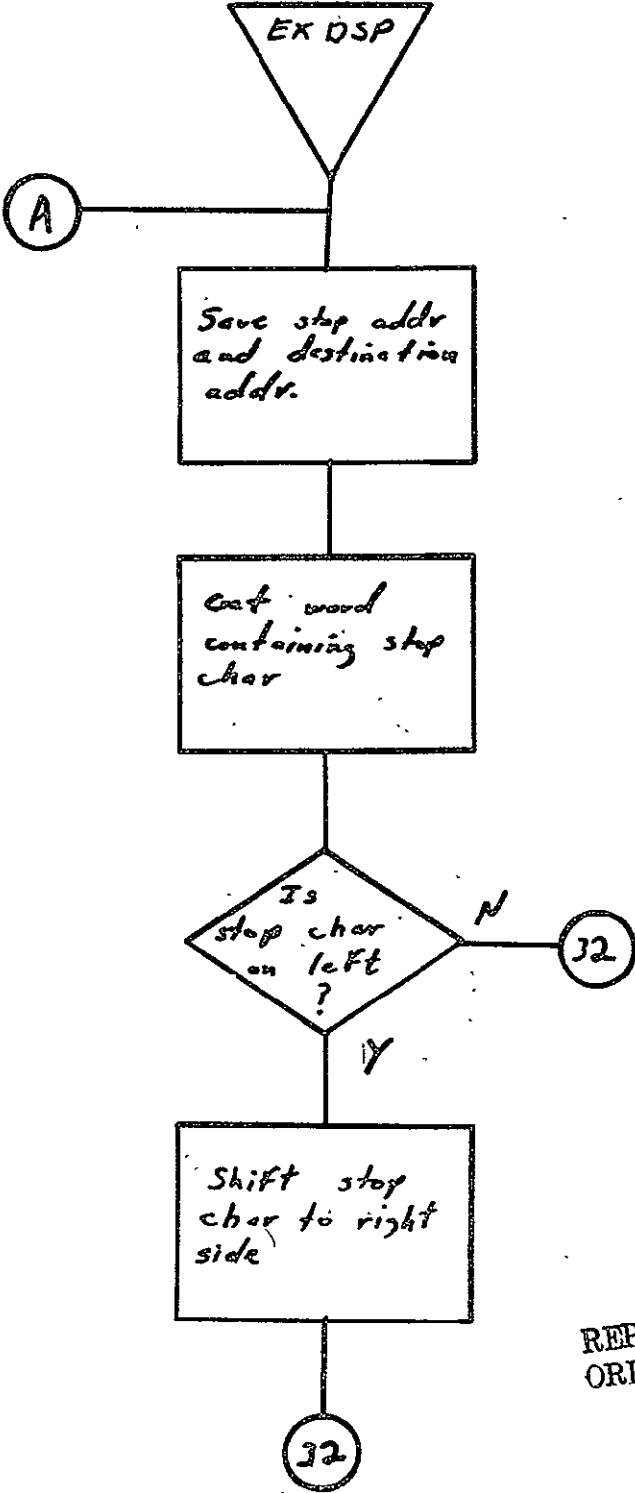 EX DSP
A
Save stop addr
and destination
addr.
Get word
containing stop
char
Is
stop char
on left
?
N
32
Y
Shift stop
char to right
side
REP
ORI
32